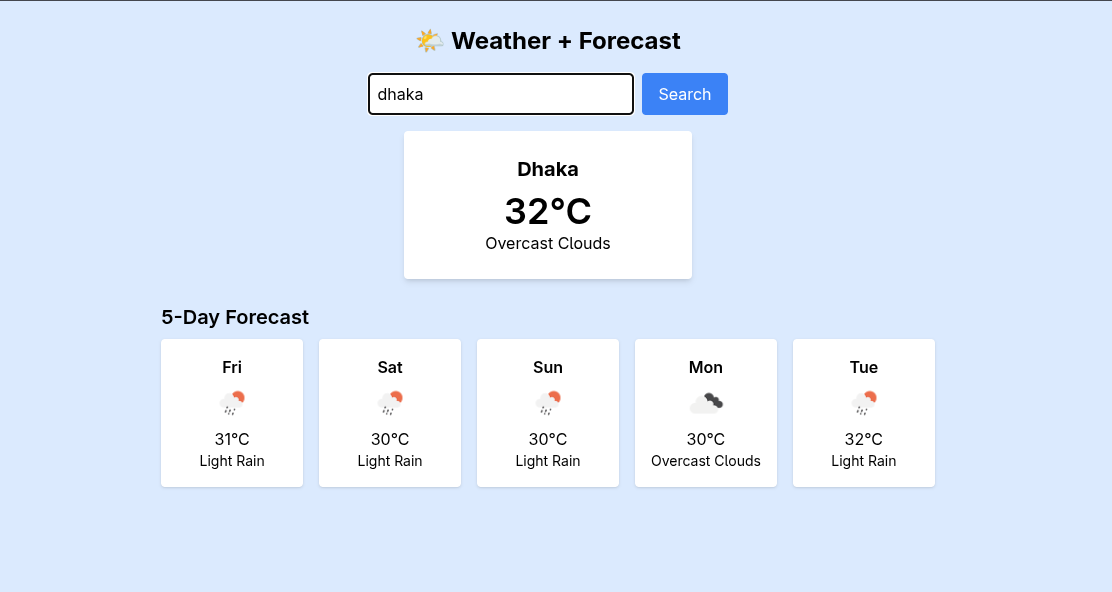 🌤️ Weather + Forecast
dhaka
Search
Dhaka
32°C
Overcast Clouds
5-Day Forecast
Fri
31°C
Light Rain
Sat
30°C
Light Rain
Sun
30°C
Light Rain
Mon
30°C
Overcast Clouds
Tue
32°C
Light Rain